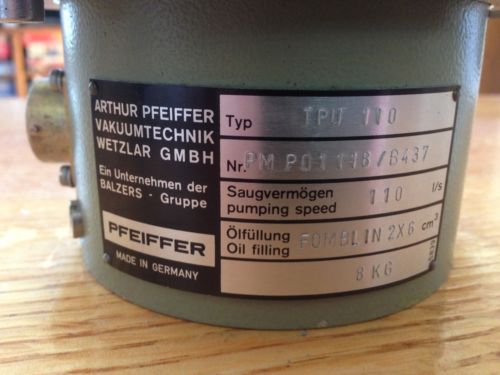 ARTHUR PFEIFFER
VAKUUMTECHNIK
WETZLAR GMBH
Ein Unternehmen der
BALZERS - Gruppe
PFEIFFER
MADE IN GERMANY
Typ TPU 110
Nr. PM P01 118/B437
Saugvermögen
pumping speed 110 l/s
Ölfüllung
Oil filling FOMBLIN 2X6 cm³
8 KG